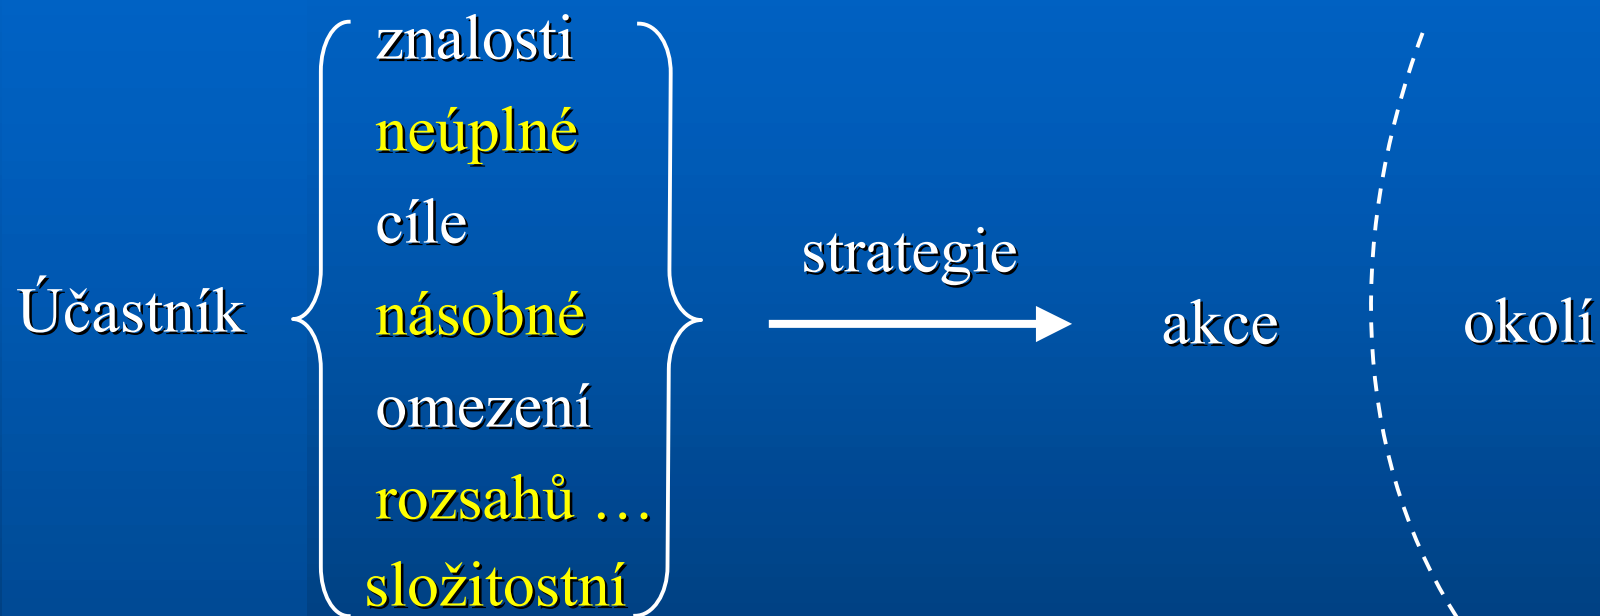 Účastník
znalosti
neúplné
cíle
násobné
omezení
rozsahů …
složitostní
strategie
akce
okolí